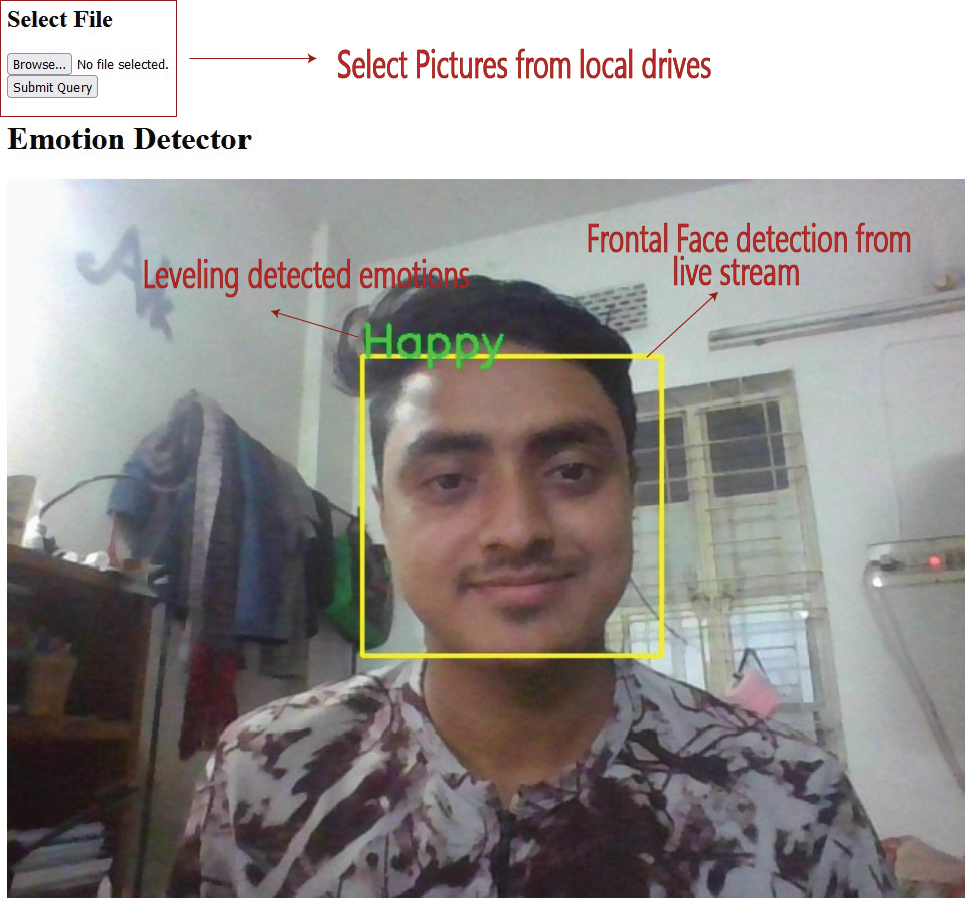 Select File
Browse... No file selected.
Submit Query
Select Pictures from local drives
Emotion Detector
Frontal Face detection from
live stream
Leveling detected emotions
Happy